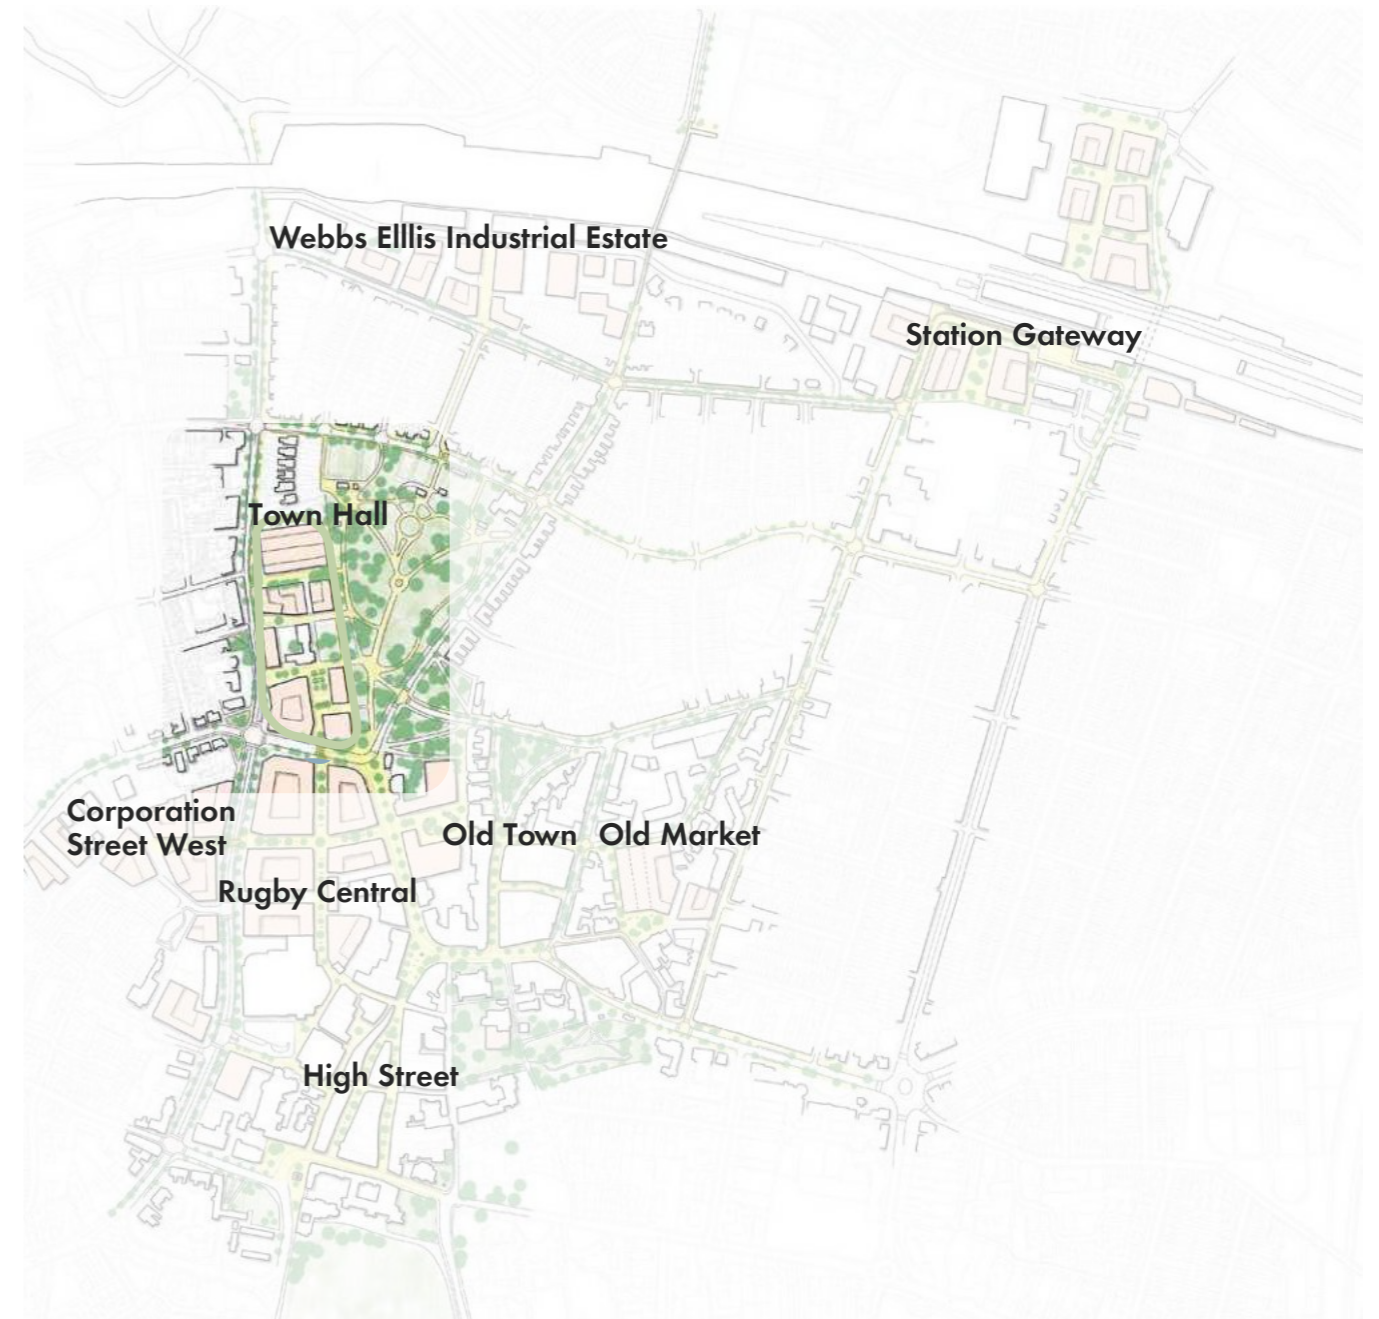 Webbs Elllis Industrial Estate
Station Gateway
Town Hall
Corporation
Street West
Old Town
Old Market
Rugby Central
High Street